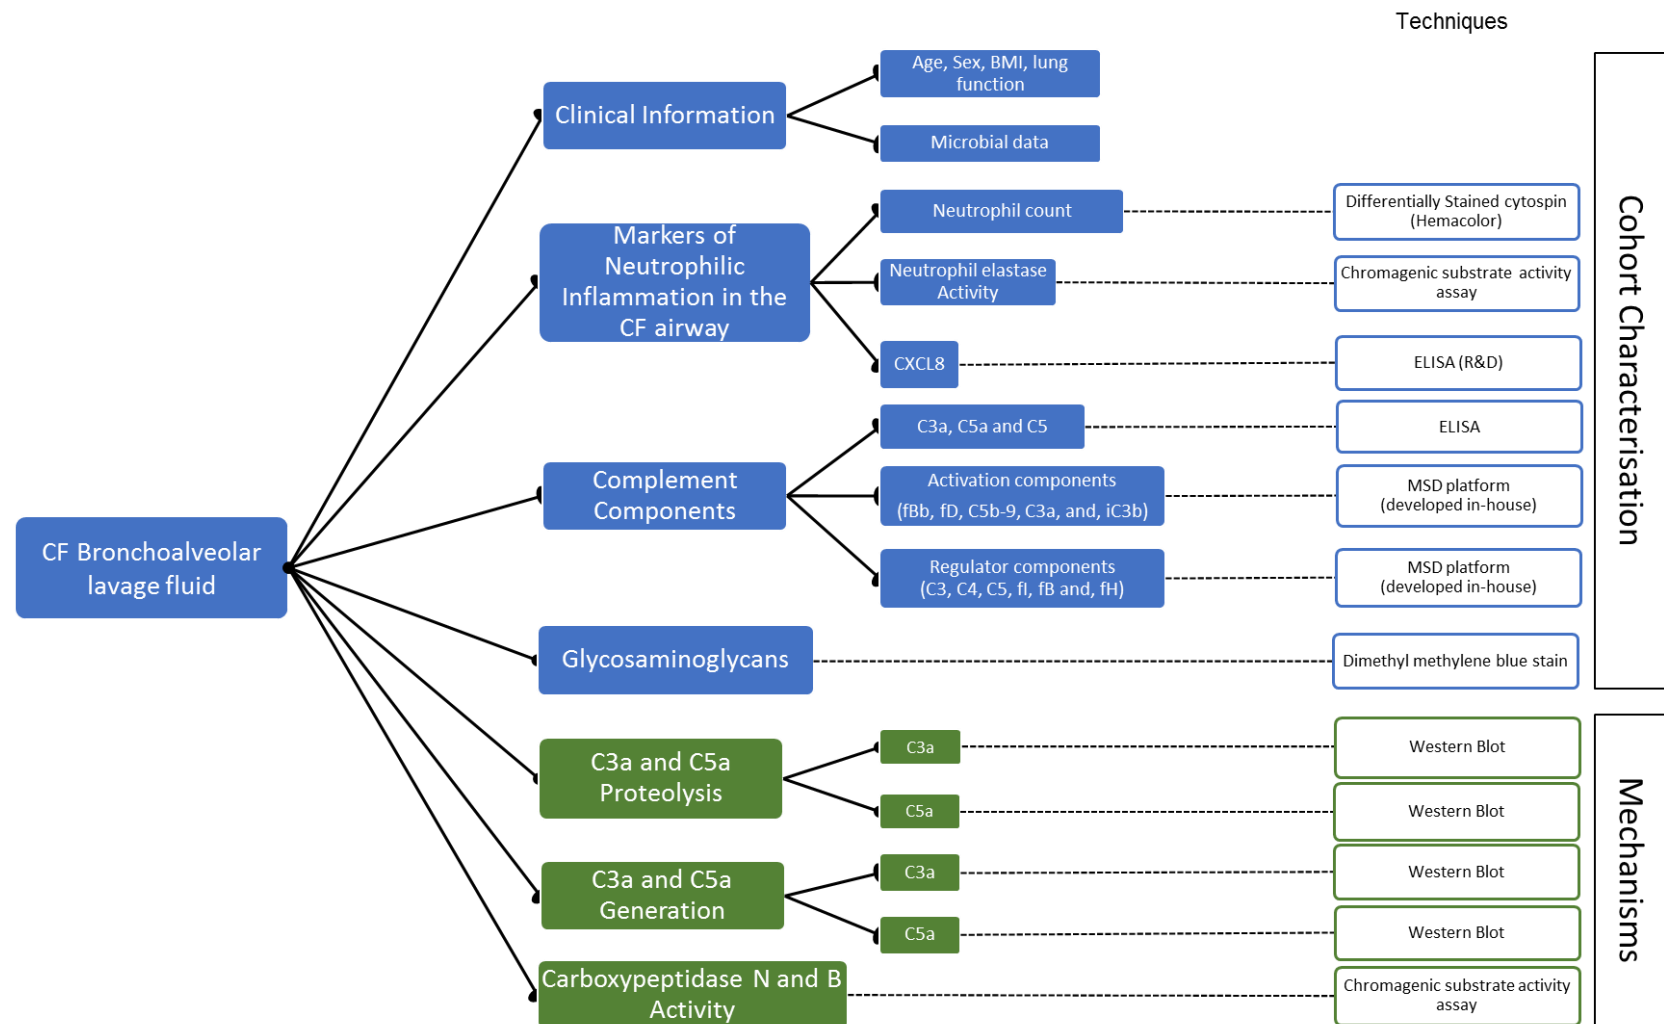 Techniques
Age, Sex, BMI, lung
function
Clinical Information
Microbial data
Neutrophil count
Differentially Stained cytospin
(Hemacolor)
Markers of
Neutrophilic
Inflammation in the
CF airway
Neutrophil elastase
Activity
Chromagenic substrate activity
assay
CXCL8
ELISA (R&D)
Cohort Characterisation
C3a, C5a and C5
ELISA
Complement
Components
Activation components
(fBb, fD, C5b-9, C3a, and, iC3b)
MSD platform
(developed in-house)
Regulator components
(C3, C4, C5, fI, fB and, fH)
MSD platform
(developed in-house)
CF Bronchoalveolar
lavage fluid
Glycosaminoglycans
Dimethyl methylene blue stain
C3a and C5a
Proteolysis
C3a
Western Blot
C5a
Western Blot
Mechanisms
C3a and C5a
Generation
C3a
Western Blot
C5a
Western Blot
Carboxypeptidase N and B
Activity
Chromagenic substrate activity
assay